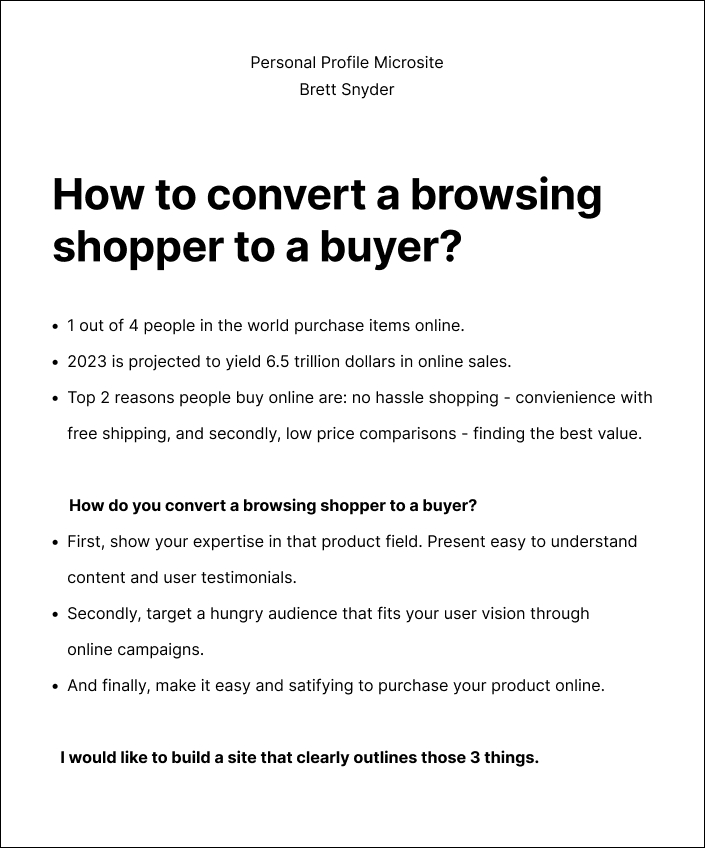 Personal Profile Microsite
Brett Snyder
How to convert a browsing
shopper to a buyer?
• 1 out of 4 people in the world purchase items online.
• 2023 is projected to yield 6.5 trillion dollars in online sales.
• Top 2 reasons people buy online are: no hassle shopping - convienience with
free shipping, and secondly, low price comparisons - finding the best value.
How do you convert a browsing shopper to a buyer?
• First, show your expertise in that product field. Present easy to understand
content and user testimonials.
• Secondly, target a hungry audience that fits your user vision through
online campaigns.
• And finally, make it easy and satifying to purchase your product online.
I would like to build a site that clearly outlines those 3 things.